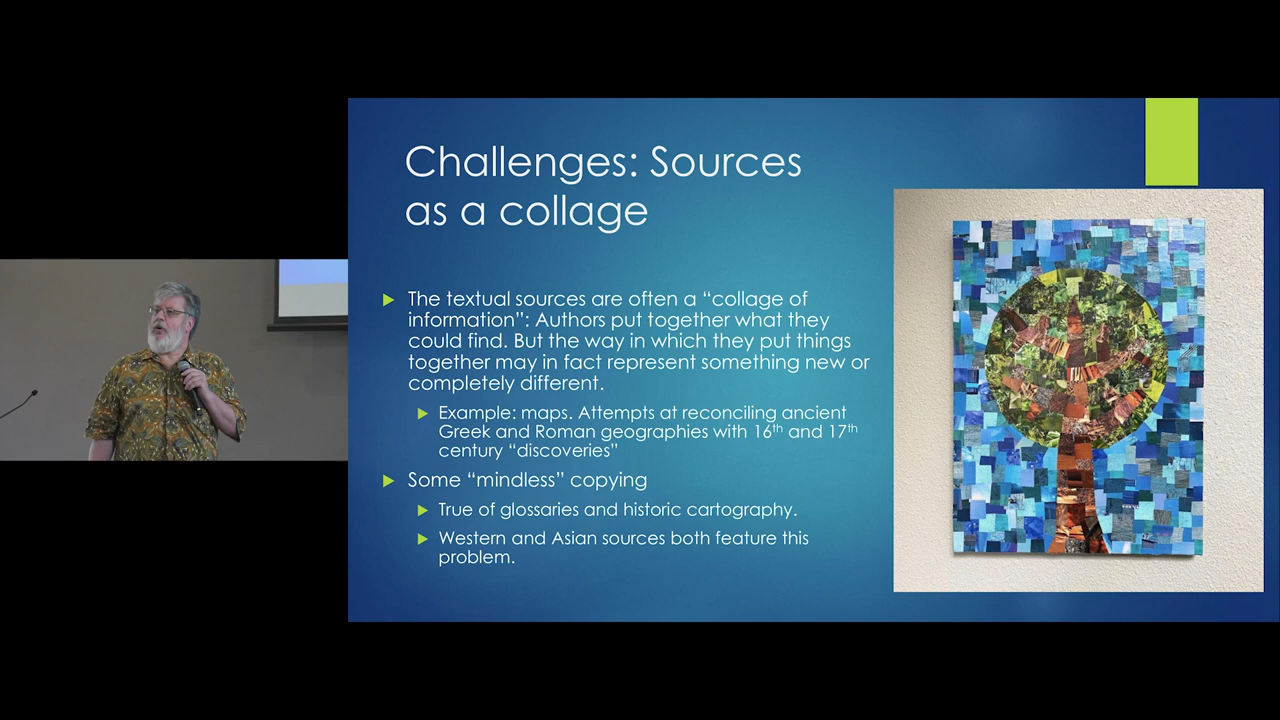 Challenges: Sources
as a collage
The textual sources are often a “collage of
information”: Authors put together what they
could find. But the way in which they put things
together may in fact represent something new or
completely different.
Example: maps. Attempts at reconciling ancient
Greek and Roman geographies with 16th and 17th
century “discoveries”
Some “mindless” copying
True of glossaries and historic cartography.
Western and Asian sources both feature this
problem.